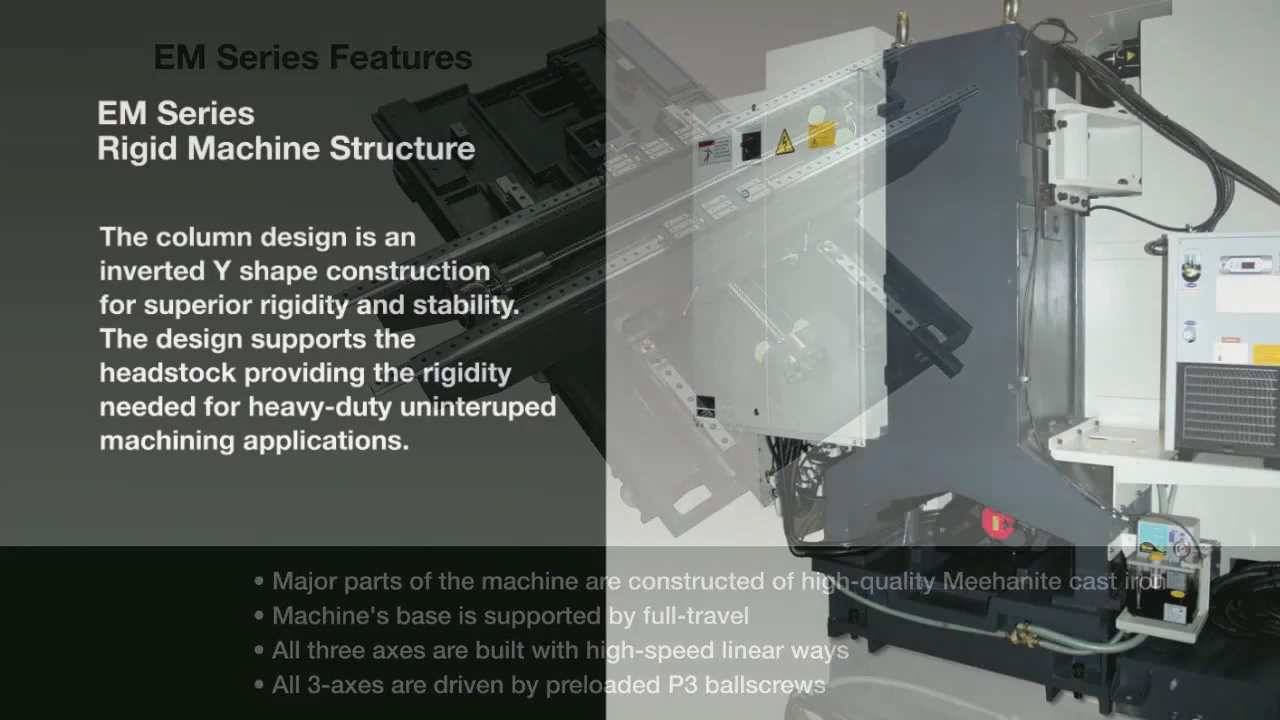 EM Series Features
EM Series
Rigid Machine Structure
The column design is an
inverted Y shape construction
for superior rigidity and stability.
The design supports the
headstock providing the rigidity
needed for heavy-duty uninteruped
machining applications.
• Major parts of the machine are constructed of high-quality Meehanite cast iron
• Machine's base is supported by full-travel
• All three axes are built with high-speed linear ways
• All 3-axes are driven by preloaded P3 ballscrews